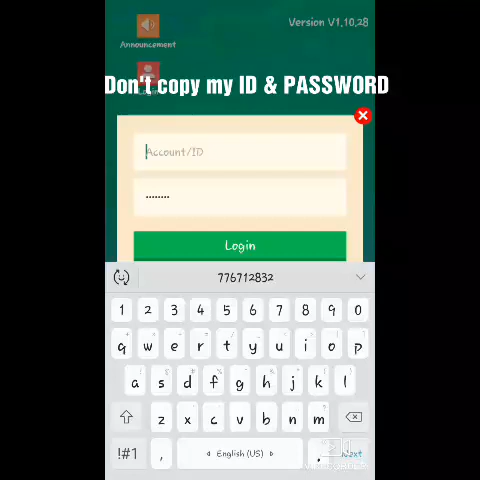 Version V1,10,28
Announcement
Don't copy my ID & PASSWORD
Account/ID
••••••••
Login
776712832
1 2 3 4 5 6 7 8 9 0
q w e r t y u i o p
a s d f g h j k l
z x c v b n m
!#1 , English (US) . Next